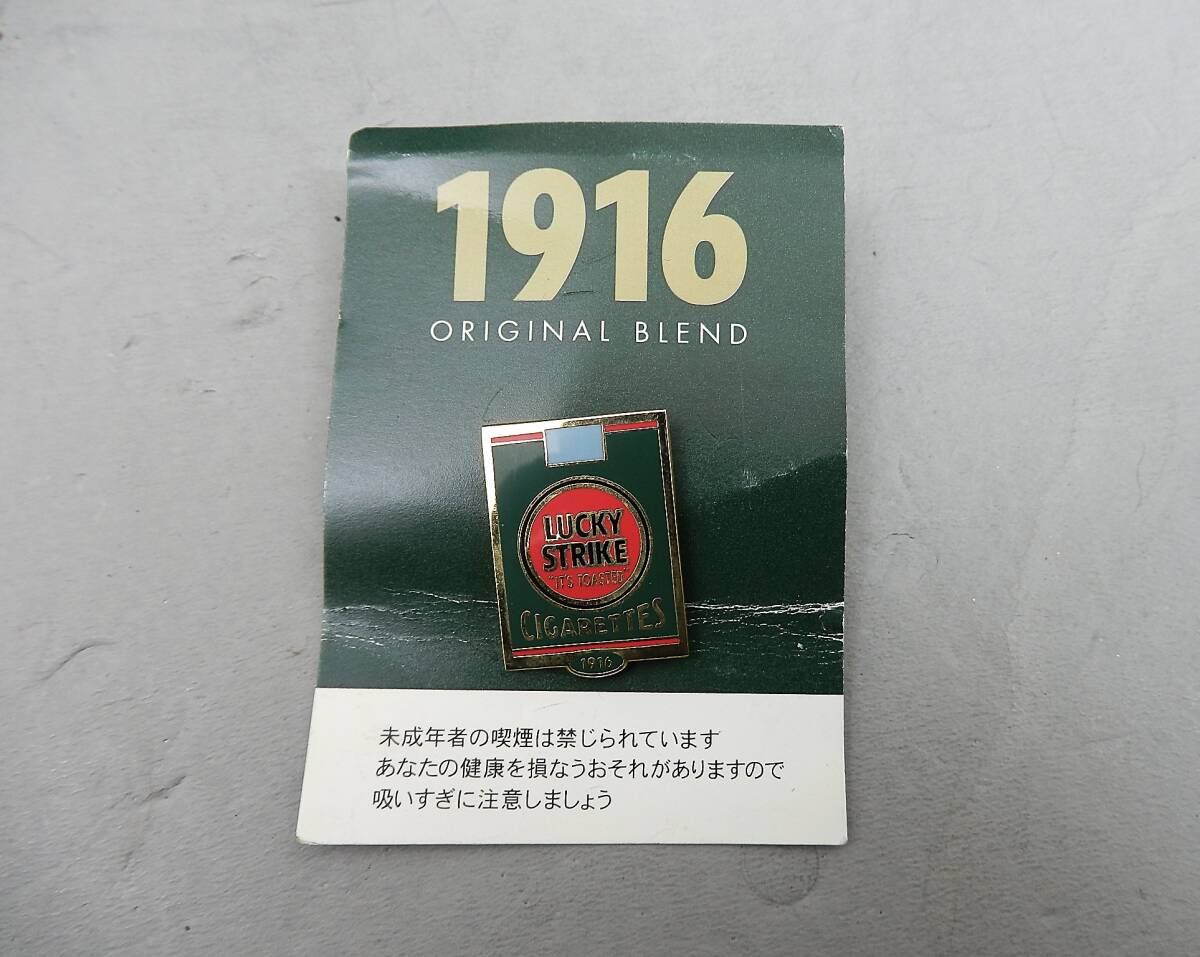 1916
ORIGINAL BLEND
LUCKY
STRIKE
"IT'S TOASTED"
CIGARETTES
1916
未成年者の喫煙は禁じられています
あなたの健康を損なうおそれがありますので
吸いすぎに注意しましょう